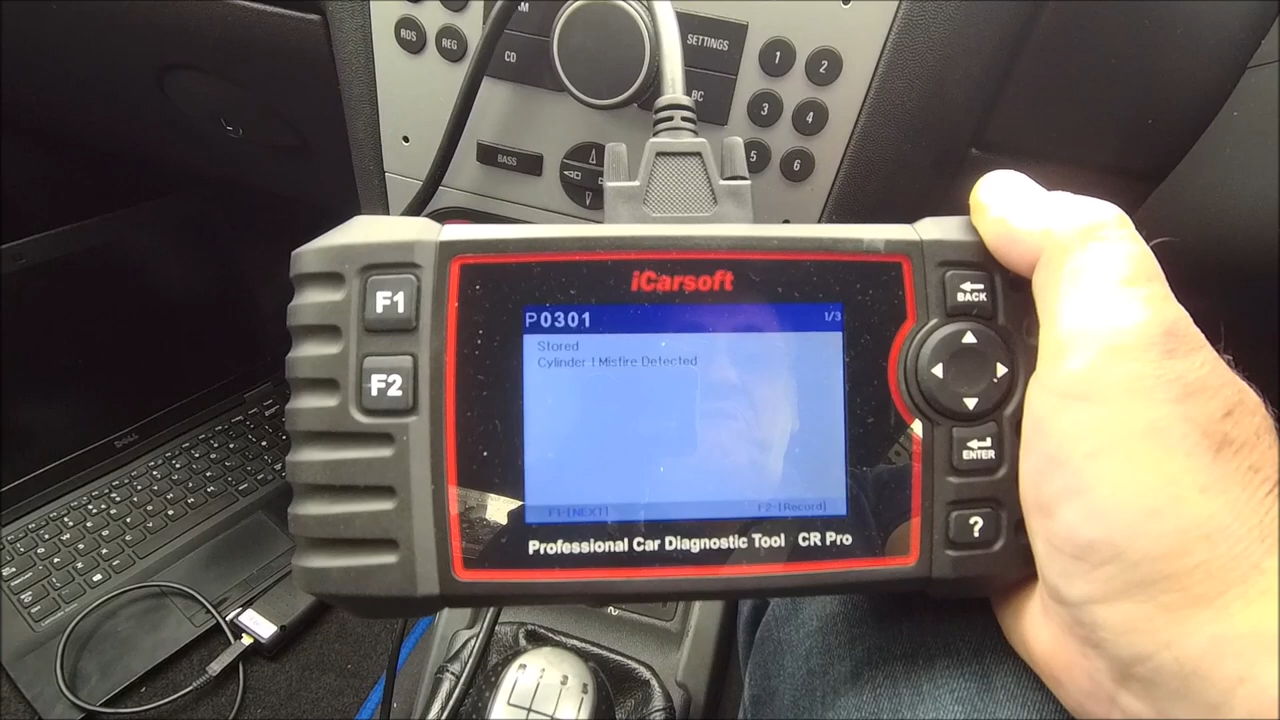 RDS
REG
CD
SETTINGS
BC
1
2
3
4
5
6
BASS
iCarsoft
F1
F2
P0301
1/3
Stored
Cylinder 1 Misfire Detected
F1-[NEXT]
F2-[Record]
Professional Car Diagnostic Tool CR Pro
BACK
ENTER
?
DELL